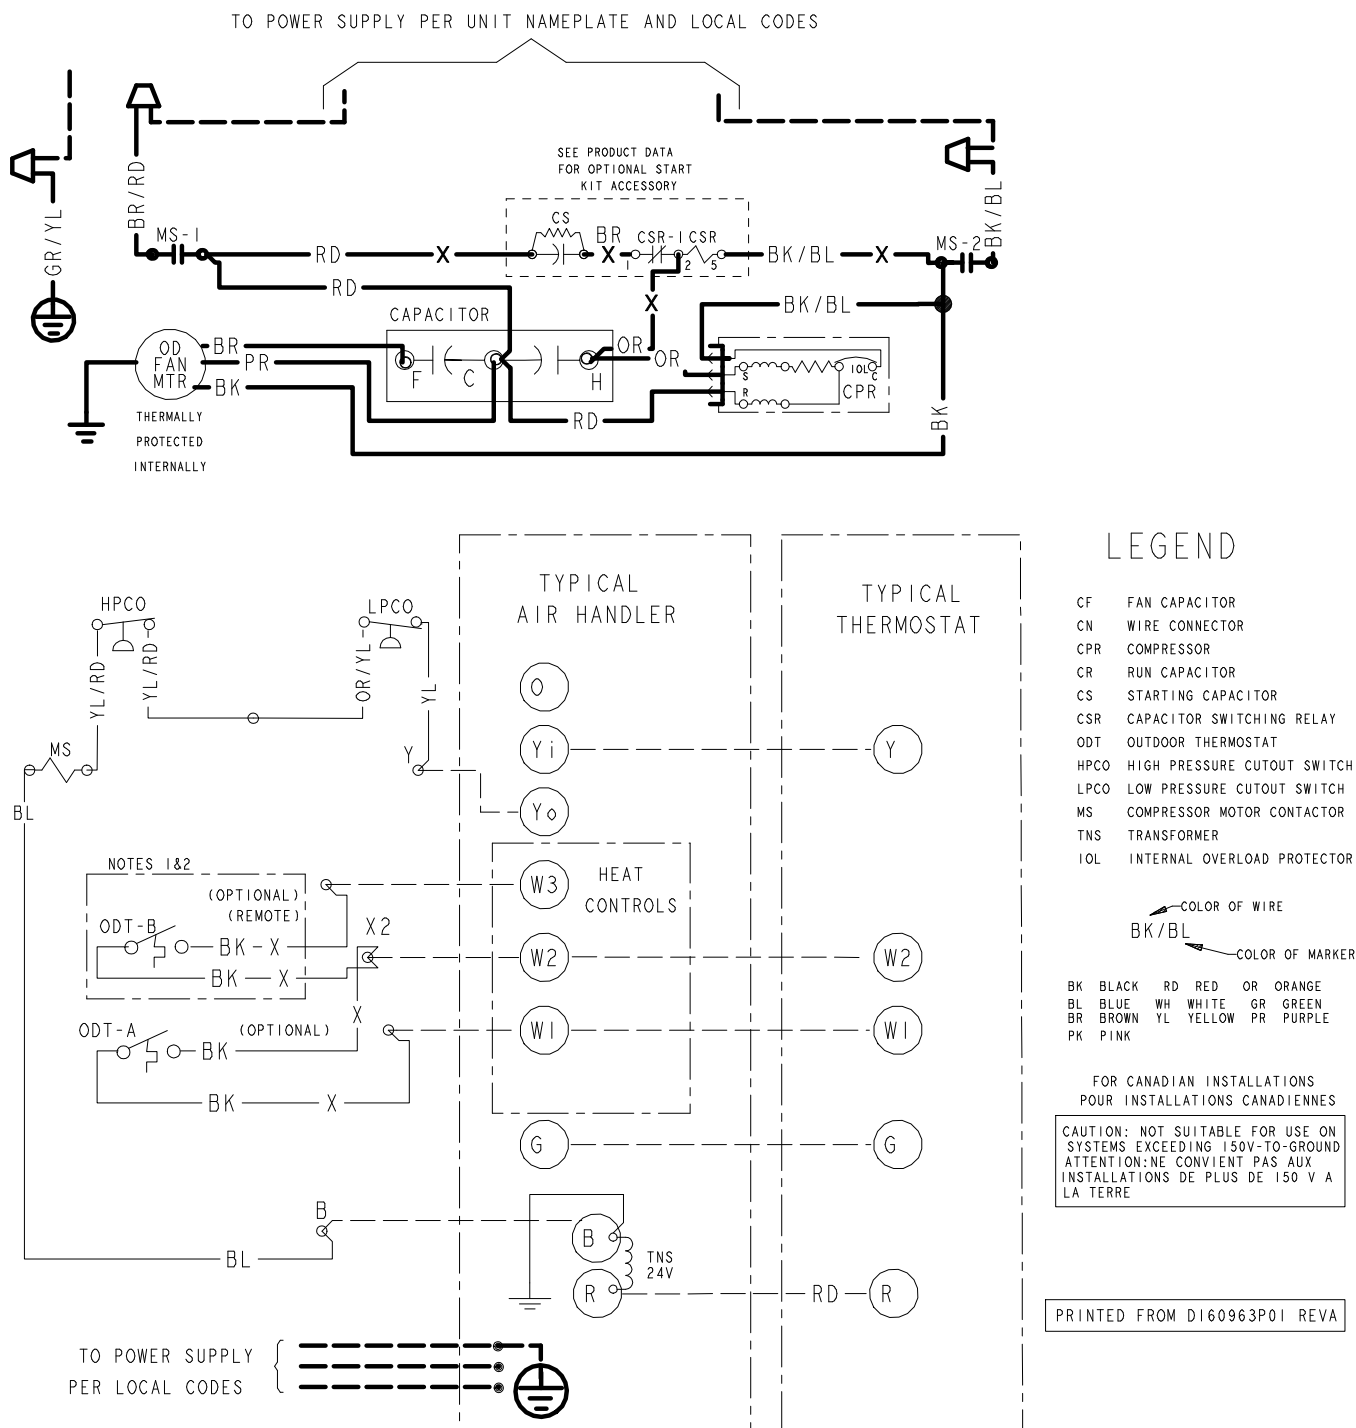 TO POWER SUPPLY PER UNIT NAMEPLATE AND LOCAL CODES
SEE PRODUCT DATA
FOR OPTIONAL START
KIT ACCESSORY
GR/YL
BR/RD
MS-1
RD
X
CS
BR
X
CSR-1
CSR
1
2
5
BK/BL
X
MS-2
BK/BL
RD
X
BK/BL
CAPACITOR
OD
FAN
MTR
BR
PR
BK
F
C
H
OR
OR
S
R
IOL
C
CPR
RD
BK
THERMALLY
PROTECTED
INTERNALLY
LEGEND
CF FAN CAPACITOR
CN WIRE CONNECTOR
CPR COMPRESSOR
CR RUN CAPACITOR
CS STARTING CAPACITOR
CSR CAPACITOR SWITCHING RELAY
ODT OUTDOOR THERMOSTAT
HPCO HIGH PRESSURE CUTOUT SWITCH
LPCO LOW PRESSURE CUTOUT SWITCH
MS COMPRESSOR MOTOR CONTACTOR
TNS TRANSFORMER
IOL INTERNAL OVERLOAD PROTECTOR
COLOR OF WIRE
BK/BL
COLOR OF MARKER
BK BLACK RD RED OR ORANGE
BL BLUE WH WHITE GR GREEN
BR BROWN YL YELLOW PR PURPLE
PK PINK
FOR CANADIAN INSTALLATIONS
POUR INSTALLATIONS CANADIENNES
CAUTION: NOT SUITABLE FOR USE ON
SYSTEMS EXCEEDING 150V-TO-GROUND
ATTENTION:NE CONVIENT PAS AUX
INSTALLATIONS DE PLUS DE 150 V A
LA TERRE
PRINTED FROM D160963P01 REVA
TYPICAL
AIR HANDLER
TYPICAL
THERMOSTAT
HPCO
LPCO
YL/RD
YL/RD
OR/YL
YL
MS
Y
BL
O
Yi
Y
Yo
NOTES 1&2
(OPTIONAL)
(REMOTE)
ODT-B
BK
X
BK
X
X2
W3
HEAT
CONTROLS
W2
W2
X
ODT-A
(OPTIONAL)
BK
W1
W1
BK
X
G
G
B
BL
B
TNS
24V
R
RD
R
TO POWER SUPPLY
PER LOCAL CODES